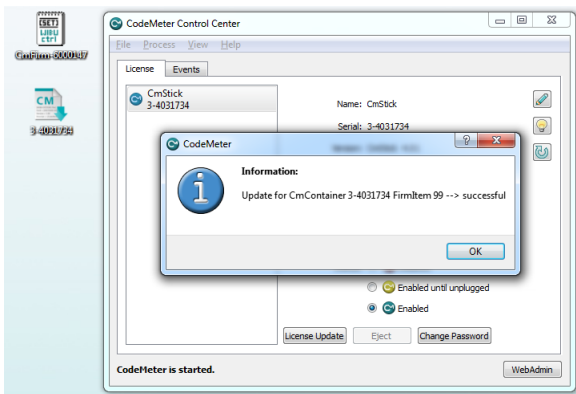 CodeMeter Control Center
File Process View Help
License Events
CmStick
3-4031734
Name: CmStick
Serial: 3-4031734
CodeMeter
Information:
Update for CmContainer 3-4031734 FirmItem 99 --> successful
OK
Enabled until unplugged
Enabled
License Update Eject Change Password
CodeMeter is started.
WebAdmin
[SET]
WIBU
ctrl
CM
3-4031734